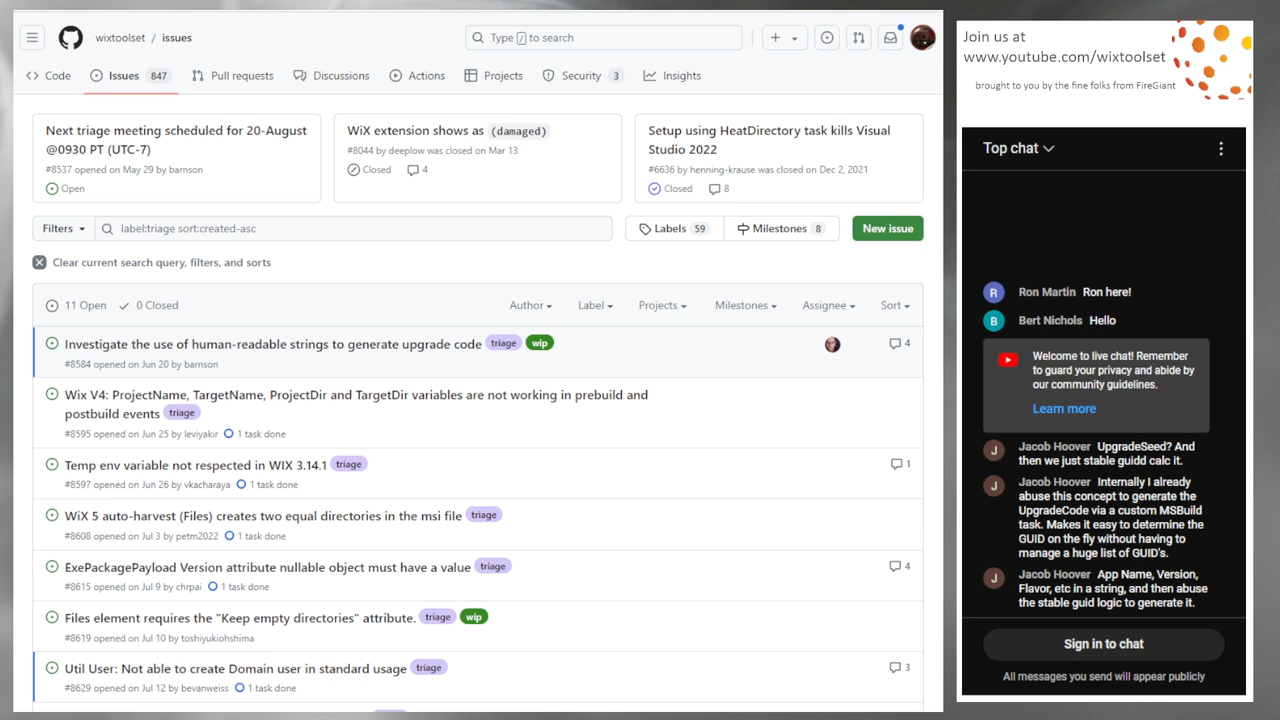 wixtoolset / issues
Type / to search
Code
Issues 847
Pull requests
Discussions
Actions
Projects
Security 3
Insights
Next triage meeting scheduled for 20-August
@0930 PT (UTC-7)
#8537 opened on May 29 by barnson
Open
WiX extension shows as (damaged)
#8044 by deeplow was closed on Mar 13
Closed 4
Setup using HeatDirectory task kills Visual
Studio 2022
#6636 by henning-krause was closed on Dec 2, 2021
Closed 8
Filters
label:triage sort:created-asc
Labels 59
Milestones 8
New issue
Clear current search query, filters, and sorts
11 Open
0 Closed
Author
Label
Projects
Milestones
Assignee
Sort
Investigate the use of human-readable strings to generate upgrade code triage wip
4
#8584 opened on Jun 20 by barnson
Wix V4: ProjectName, TargetName, ProjectDir and TargetDir variables are not working in prebuild and
postbuild events triage
#8595 opened on Jun 25 by leviyakir 1 task done
Temp env variable not respected in WIX 3.14.1 triage
1
#8597 opened on Jun 26 by vkacharaya 1 task done
WiX 5 auto-harvest (Files) creates two equal directories in the msi file triage
#8608 opened on Jul 3 by petm2022 1 task done
ExePackagePayload Version attribute nullable object must have a value triage
4
#8615 opened on Jul 9 by chrpai 1 task done
Files element requires the "Keep empty directories" attribute. triage wip
#8619 opened on Jul 10 by toshiyukiohshima
Util User: Not able to create Domain user in standard usage triage
3
#8629 opened on Jul 12 by bevanweiss 1 task done
Join us at
www.youtube.com/wixtoolset
brought to you by the fine folks from FireGiant
Top chat
R Ron Martin Ron here!
B Bert Nichols Hello
Welcome to live chat! Remember
to guard your privacy and abide by
our community guidelines.
Learn more
J Jacob Hoover UpgradeSeed? And
then we just stable guidd calc it.
J Jacob Hoover Internally I already
abuse this concept to generate the
UpgradeCode via a custom MSBuild
task. Makes it easy to determine the
GUID on the fly without having to
manage a huge list of GUID's.
J Jacob Hoover App Name, Version,
Flavor, etc in a string, and then abuse
the stable guid logic to generate it.
Sign in to chat
All messages you send will appear publicly